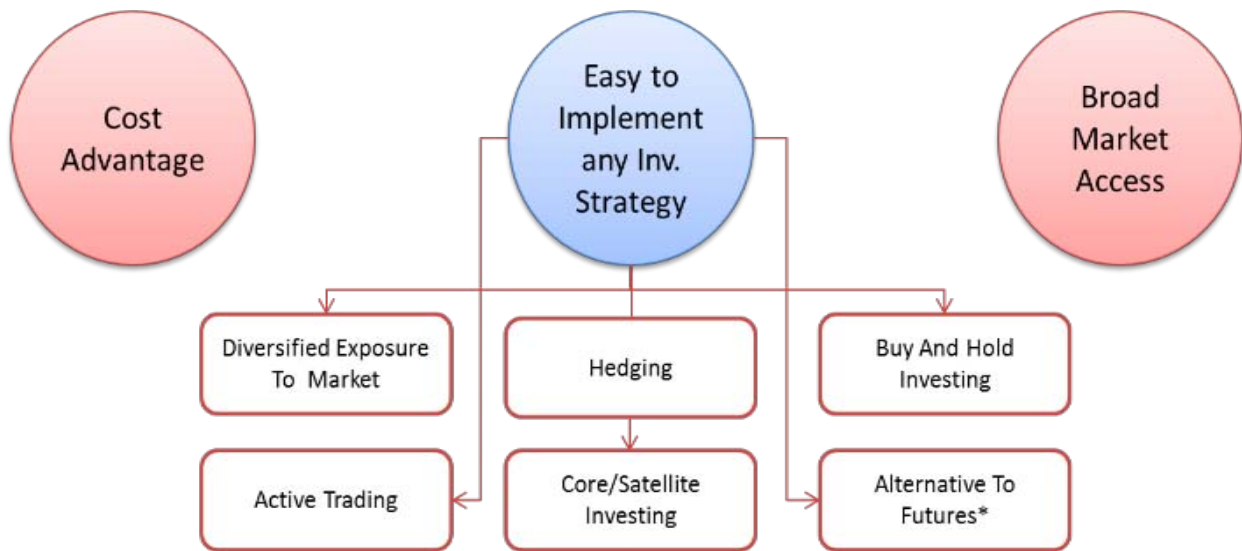 Cost
Advantage
Easy to
Implement
any Inv.
Strategy
Broad
Market
Access
Diversified Exposure
To Market
Hedging
Buy And Hold
Investing
Active Trading
Core/Satellite
Investing
Alternative To
Futures*